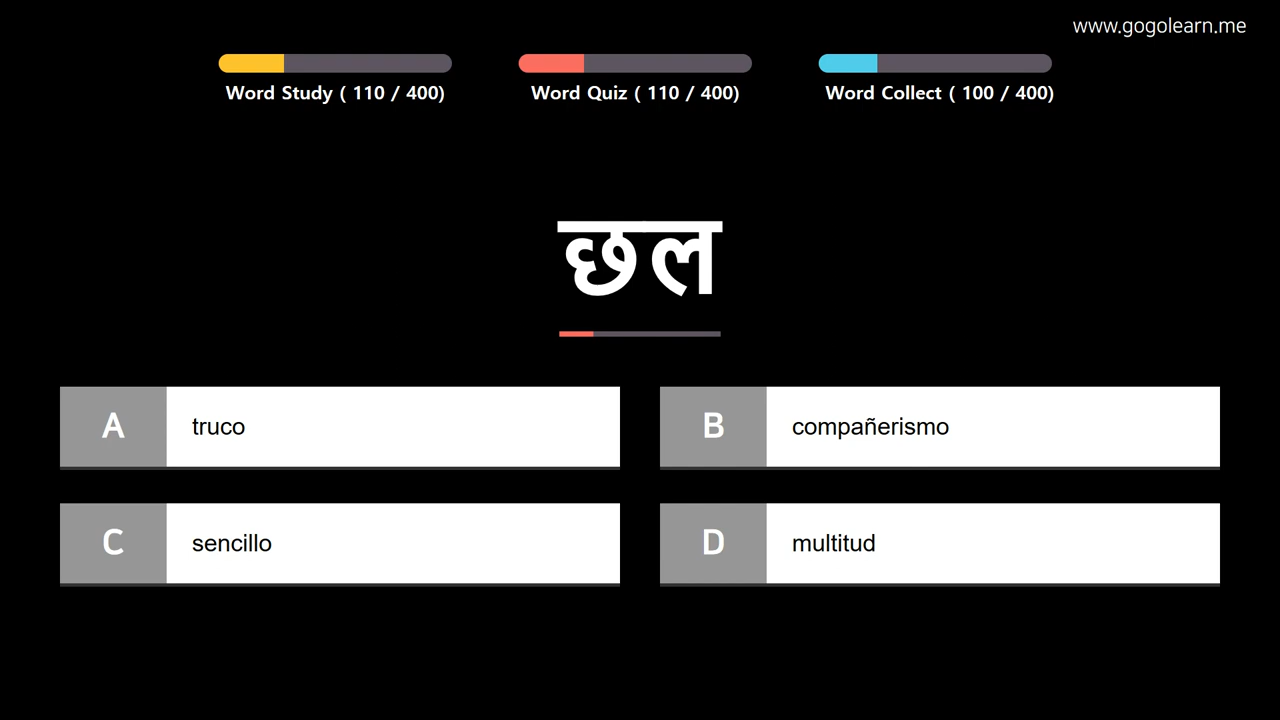 www.gogolearn.me
Word Study ( 110 / 400)
Word Quiz ( 110 / 400)
Word Collect ( 100 / 400)
छल
A truco
B compañerismo
C sencillo
D multitud